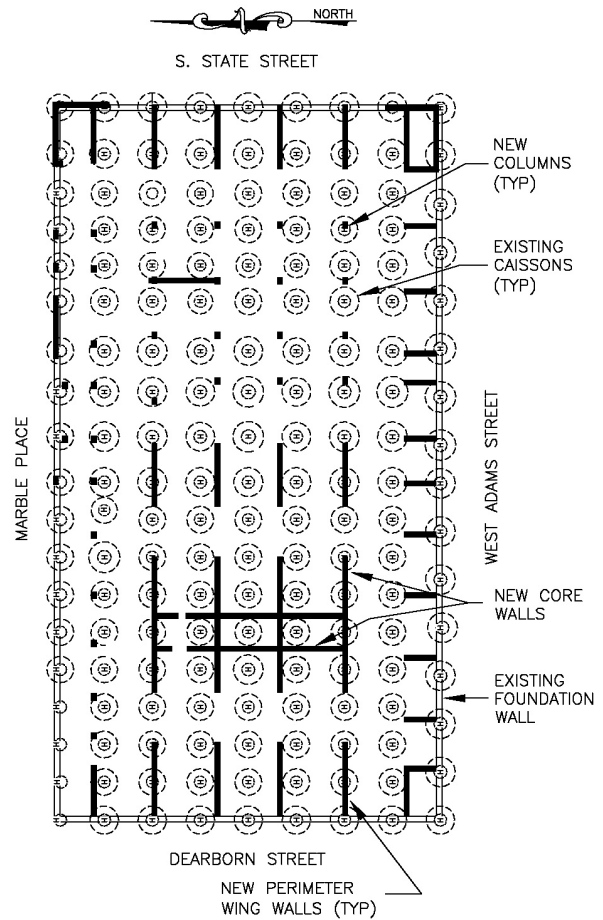 NORTH
S. STATE STREET
NEW
COLUMNS
(TYP)
EXISTING
CAISSONS
(TYP)
MARBLE PLACE
WEST ADAMS STREET
NEW CORE
WALLS
EXISTING
FOUNDATION
WALL
DEARBORN STREET
NEW PERIMETER
WING WALLS (TYP)